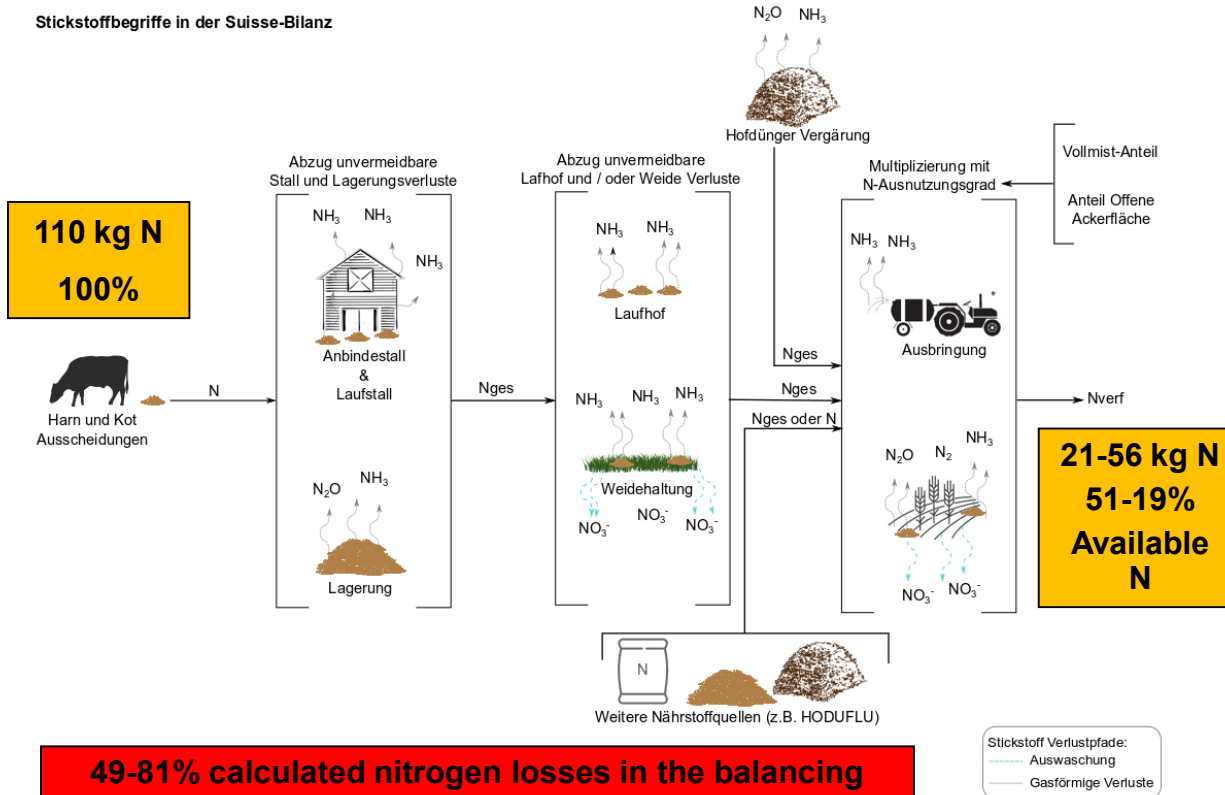 Stickstoffbegriffe in der Suisse-Bilanz
N₂O
NH₃
Hofdünger Vergärung
Abzug unvermeidbare
Stall und Lagerungsverluste
Abzug unvermeidbare
Lafhof und / oder Weide Verluste
Multiplizierung mit
N-Ausnutzungsgrad
Vollmist-Anteil
Anteil Offene
Ackerfläche
110 kg N
100%
NH₃
NH₃
NH₃
Anbindestall
&
Laufstall
NH₃
NH₃
Laufhof
NH₃
NH₃
*
Ausbringung
Harn und Kot
Ausscheidungen
N
Nges
Nges
Nges
Nges oder N
Nverf
N₂O
NH₃
Lagerung
NH₃
NH₃
NH₃
Weidehaltung
NO₃⁻
NO₃⁻
NO₃⁻
N₂O
N₂
NH₃
NO₃⁻
NO₃⁻
21-56 kg N
51-19%
Available
N
N
Weitere Nährstoffquellen (z.B. HODUFLU)
49-81% calculated nitrogen losses in the balancing
Stickstoff Verlustpfade:
Auswaschung
Gasförmige Verluste